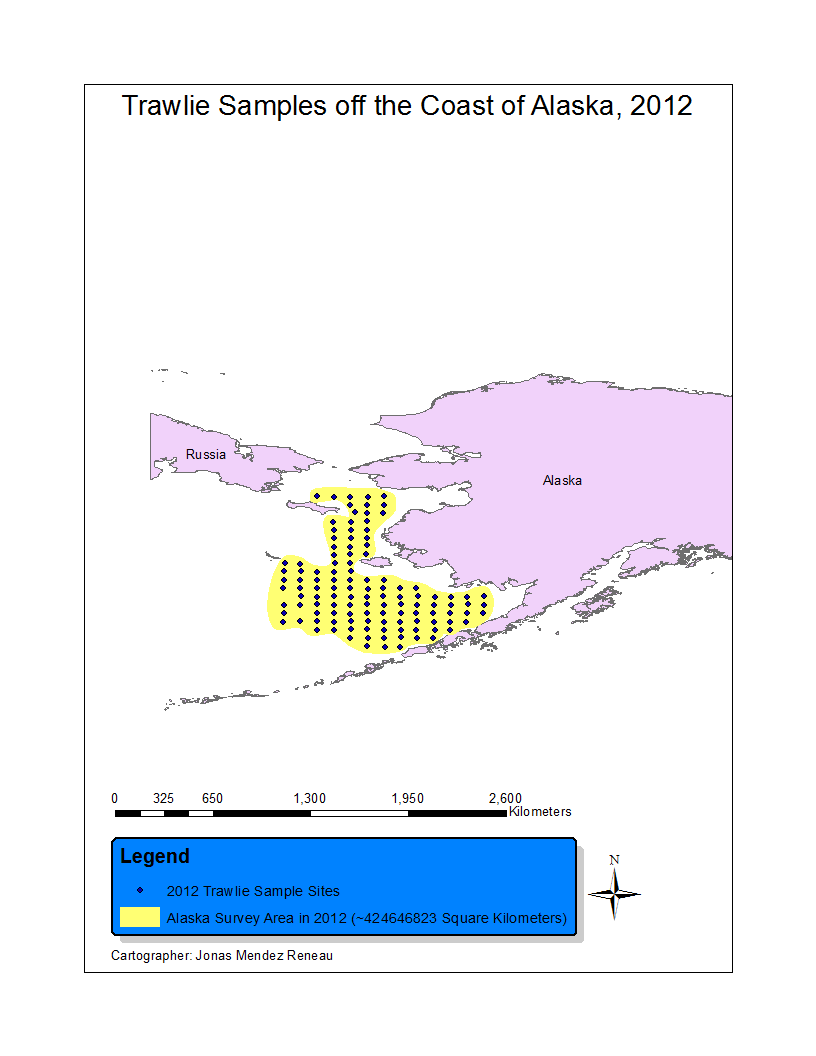 Trawlie Samples off the Coast of Alaska, 2012
Russia
Alaska
0 325 650 1,300 1,950 2,600
Kilometers
Legend
2012 Trawlie Sample Sites
Alaska Survey Area in 2012 (~424646823 Square Kilometers)
N
Cartographer: Jonas Mendez Reneau